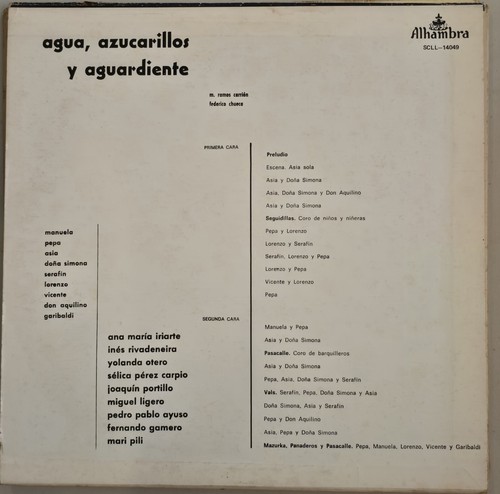 agua, azucarillos
y aguardiente
Alhambra
SCLL-14049
m. ramos carrión
federico chueca
PRIMERA CARA
Preludio
Escena. Asia sola
Asia y Doña Simona
Asia, Doña Simona y Don Aquilino
Asia y Doña Simona
Seguidillas. Coro de niños y niñeras
Pepa y Lorenzo
Lorenzo y Serafín
Serafín, Lorenzo y Pepa
Lorenzo y Pepa
Vicente y Lorenzo
Pepa
manuela
pepa
asia
doña simona
serafín
lorenzo
vicente
don aquilino
garibaldi
SEGUNDA CARA
ana maría iriarte
inés rivadeneira
yolanda otero
sélica pérez carpio
joaquín portillo
miguel ligero
pedro pablo ayuso
fernando gamero
mari pili
Manuela y Pepa
Asia y Doña Simona
Pasacalle. Coro de barquilleros
Asia y Doña Simona
Pepa, Asia, Doña Simona y Serafín
Vals. Serafín, Pepa, Doña Simona y Asia
Doña Simona, Asia y Serafín
Pepa y Don Aquilino
Asia, Pepa y Doña Simona
Mazurka, Panaderos y Pasacalle. Pepa, Manuela, Lorenzo, Vicente y Garibaldi